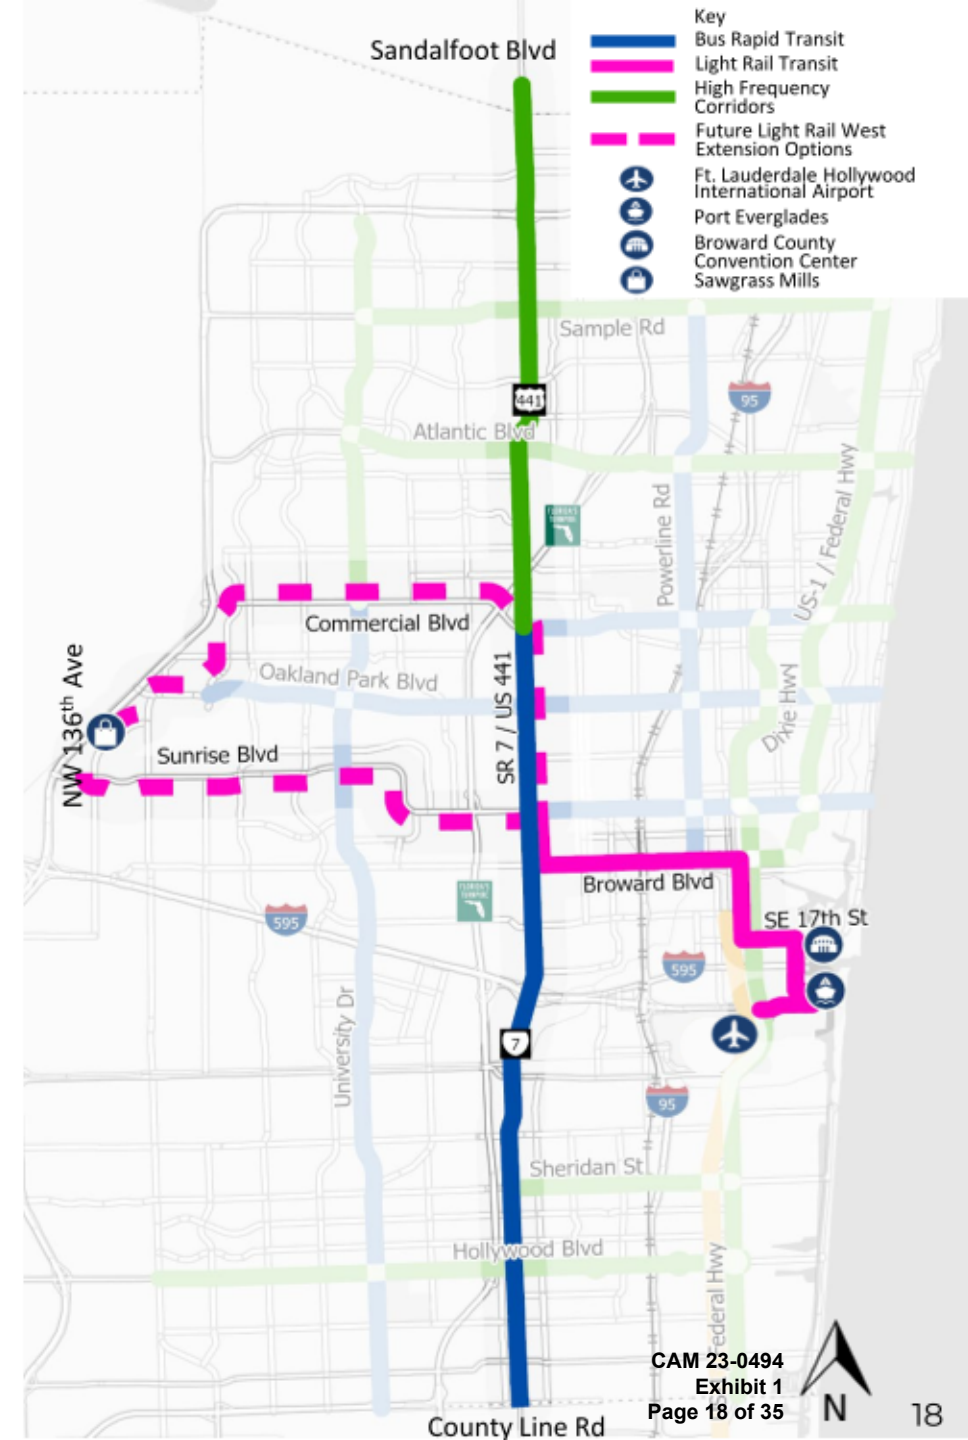 Key
Bus Rapid Transit
Light Rail Transit
High Frequency
Corridors
Future Light Rail West
Extension Options
Ft. Lauderdale Hollywood
International Airport
Port Everglades
Broward County
Convention Center
Sawgrass Mills
Sandalfoot Blvd
Sample Rd
441
95
Atlantic Blvd
Powerline Rd
US-1 / Federal Hwy
Commercial Blvd
Oakland Park Blvd
NW 136th Ave
SR 7 / US 441
Dixie Hwy
Sunrise Blvd
Broward Blvd
595
SE 17th St
595
University Dr
7
95
Sheridan St
Hollywood Blvd
Federal Hwy
CAM 23-0494
Exhibit 1
Page 18 of 35
N
18
County Line Rd